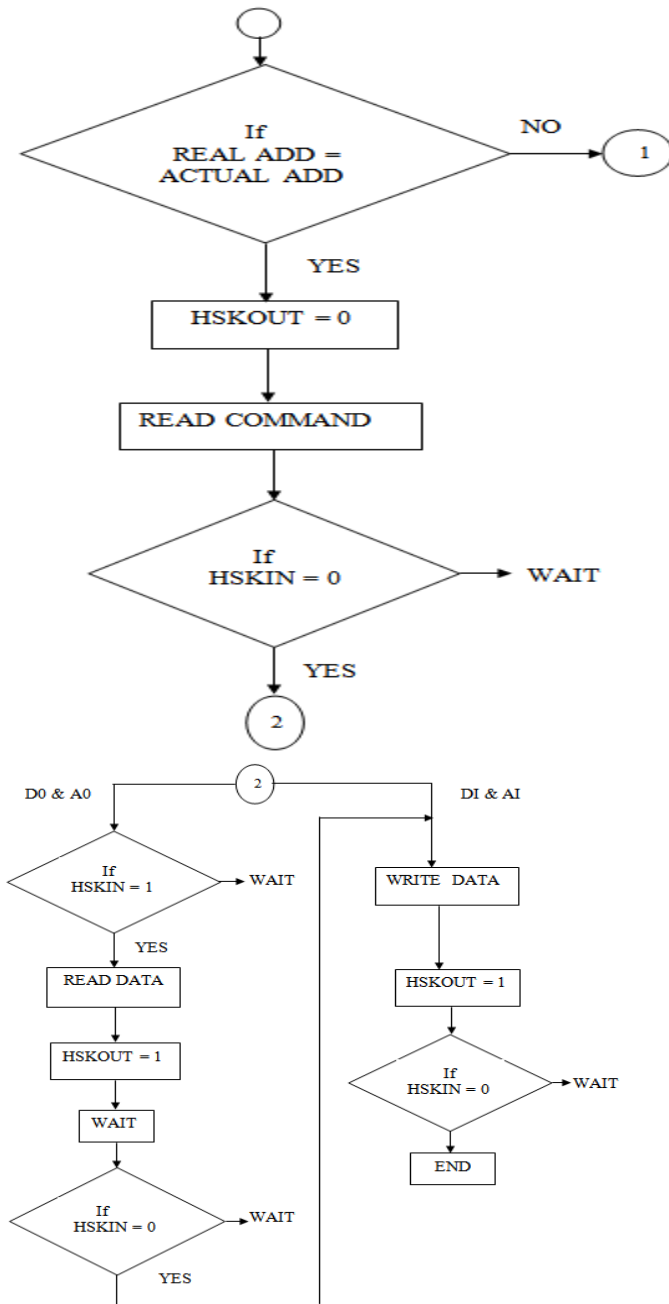 If
REAL ADD =
ACTUAL ADD
NO
1
YES
HSKOUT = 0
READ COMMAND
If
HSKIN = 0
WAIT
YES
2
D0 & A0
2
DI & AI
If
HSKIN = 1
WAIT
YES
READ DATA
HSKOUT = 1
WAIT
If
HSKIN = 0
WAIT
YES
WRITE DATA
HSKOUT = 1
If
HSKIN = 0
WAIT
END